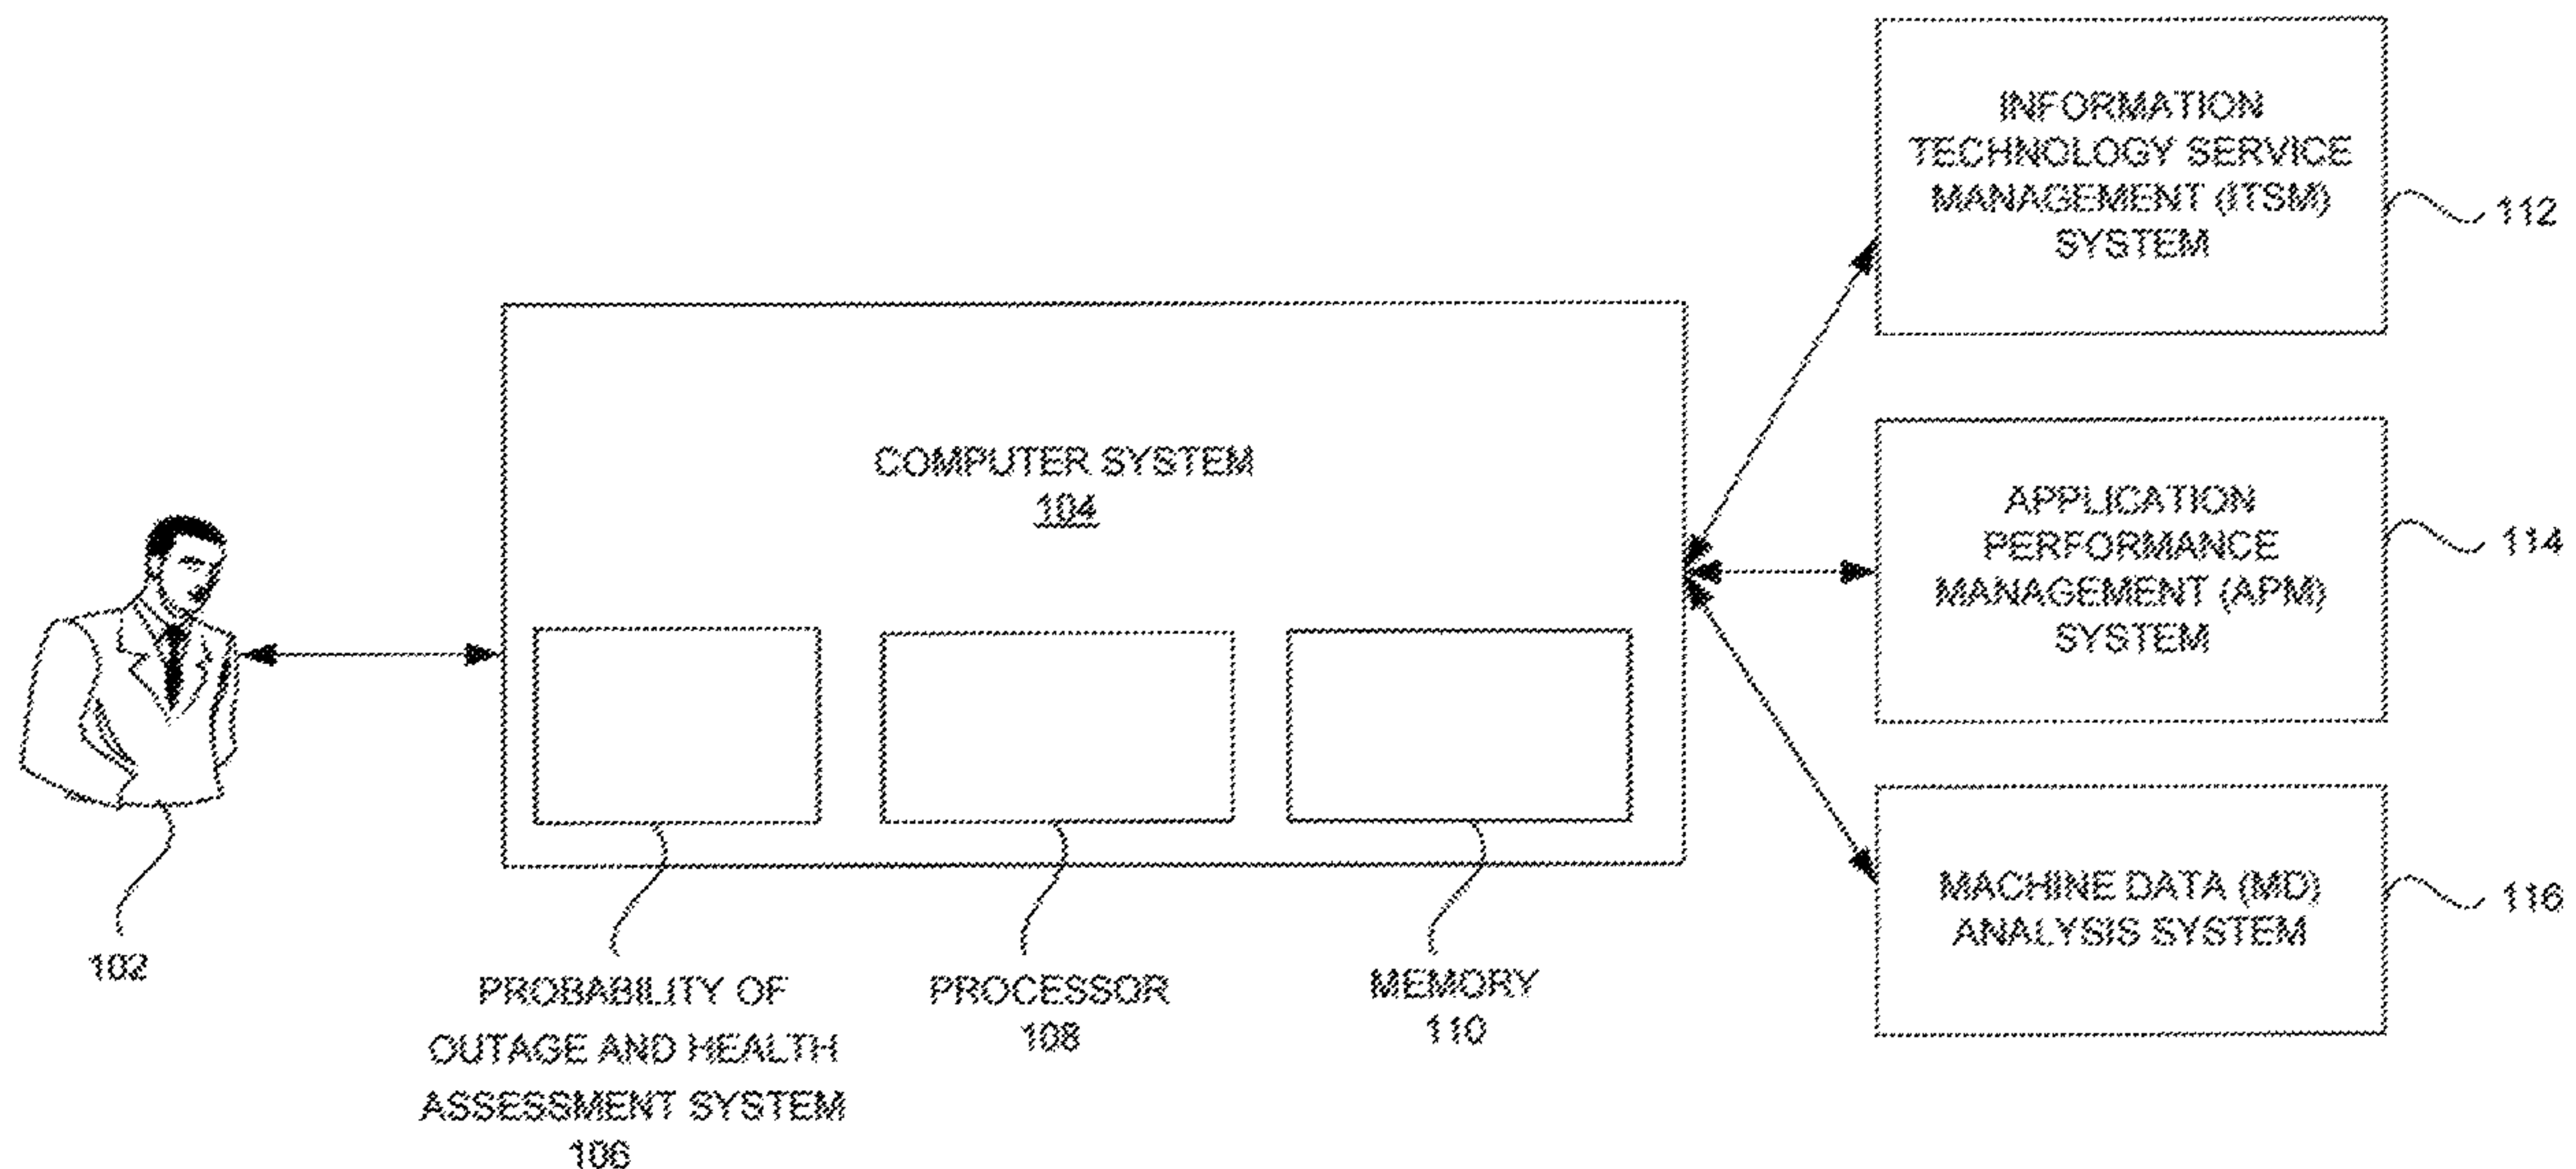 INFORMATION
TECHNOLOGY SERVICE
MANAGEMENT (ITSM)
SYSTEM
112
COMPUTER SYSTEM
104
APPLICATION
PERFORMANCE
MANAGEMENT (APM)
SYSTEM
114
MACHINE DATA (MD)
ANALYSIS SYSTEM
116
102
PROBABILITY OF
OUTAGE AND HEALTH
ASSESSMENT SYSTEM
106
PROCESSOR
108
MEMORY
110